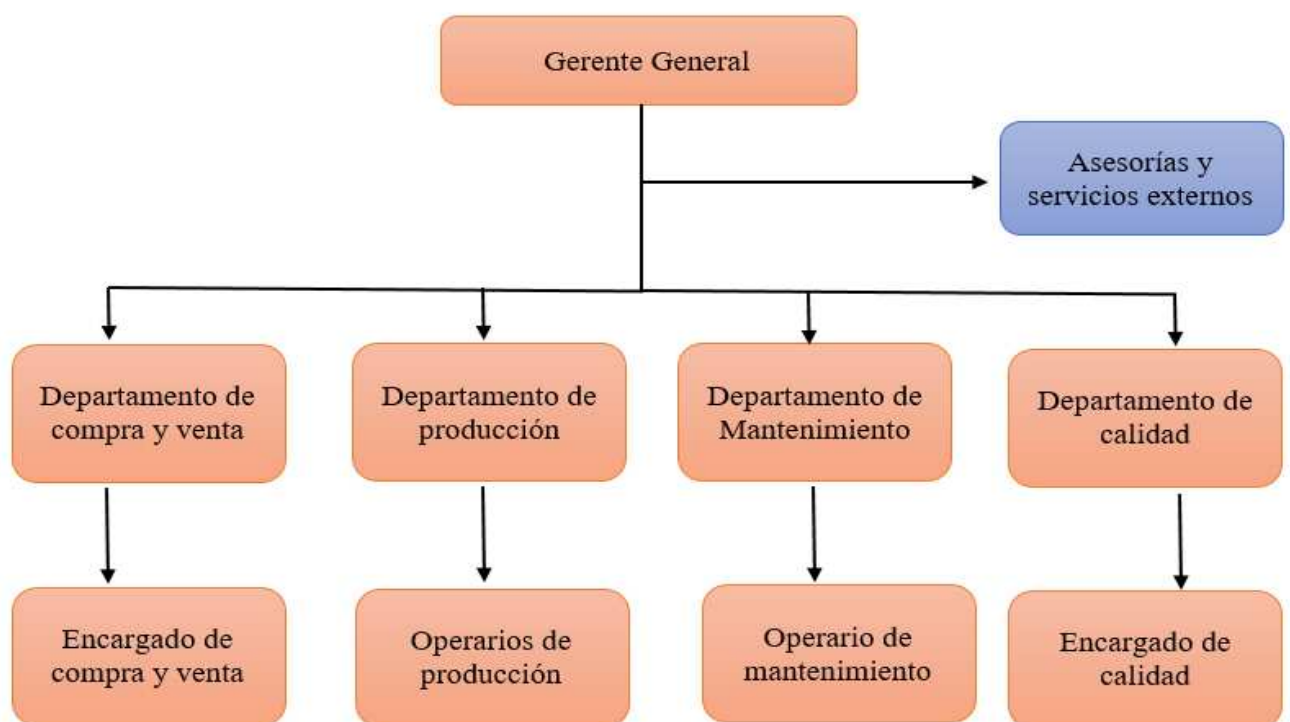 Gerente General
Asesorías y
servicios externos
Departamento de
compra y venta
Departamento de
producción
Departamento de
Mantenimiento
Departamento de
calidad
Encargado de
compra y venta
Operarios de
producción
Operario de
mantenimiento
Encargado de
calidad